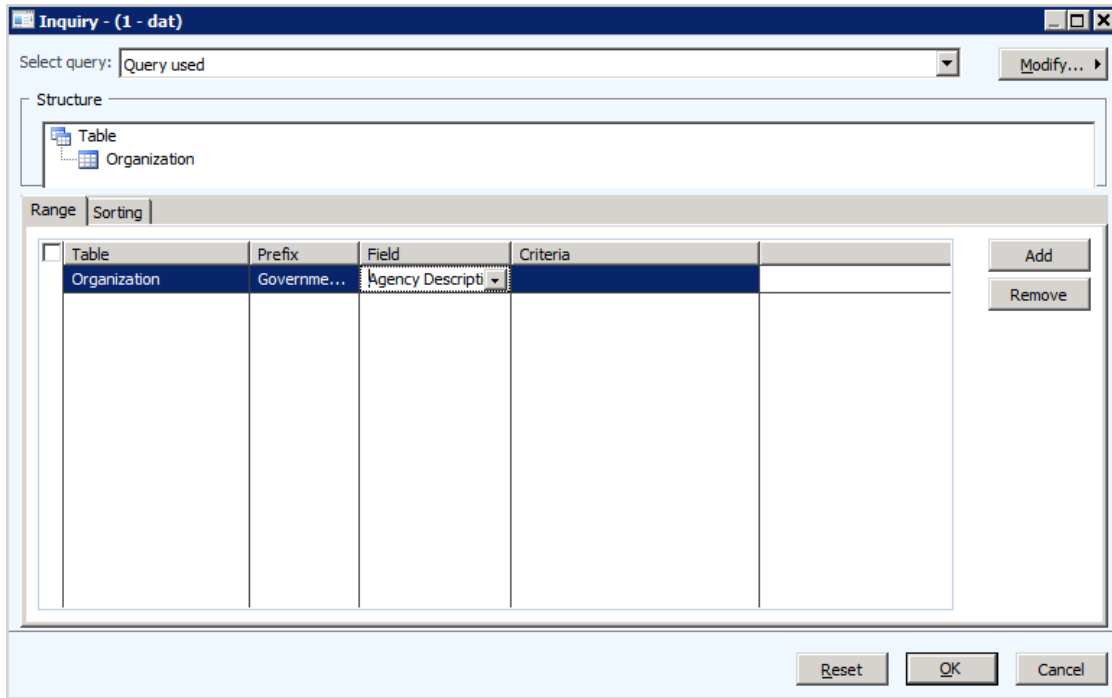 Inquiry - (1 - dat)
Select query: Query used Modify...
Structure
Table
Organization
Range Sorting
Table Prefix Field Criteria Add
Organization Governme... Agency Descripti
Remove
Reset OK Cancel